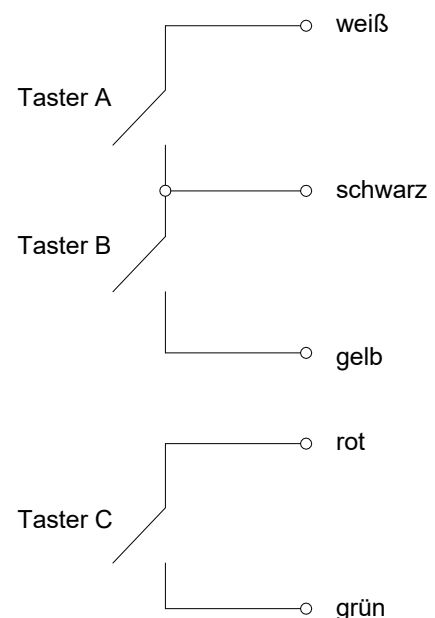 weiß
Taster A
schwarz
Taster B
gelb
rot
Taster C
grün